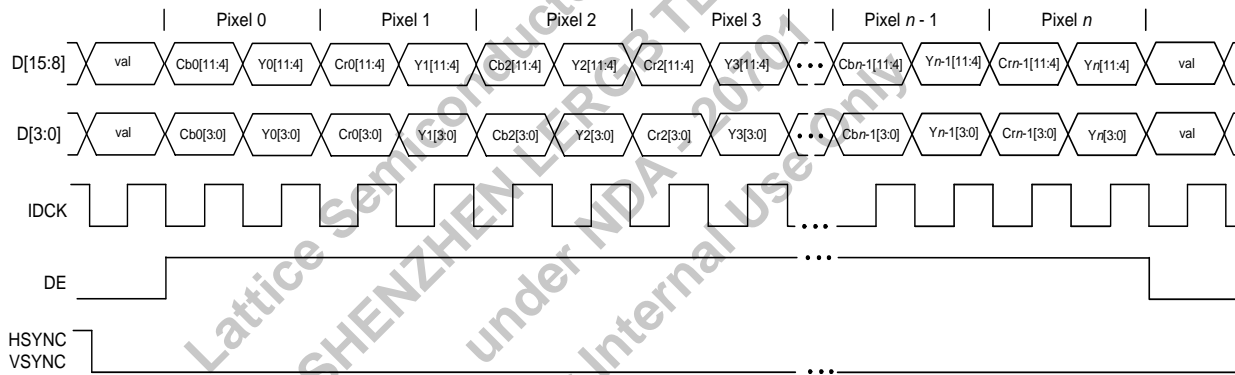 Pixel 0 Pixel 1 Pixel 2 Pixel 3 Pixel n - 1 Pixel n
D[15:8] val Cb0[11:4] Y0[11:4] Cr0[11:4] Y1[11:4] Cb2[11:4] Y2[11:4] Cr2[11:4] Y3[11:4] Cbn-1[11:4] Yn-1[11:4] Crn-1[11:4] Yn[11:4] val
D[3:0] val Cb0[3:0] Y0[3:0] Cr0[3:0] Y1[3:0] Cb2[3:0] Y2[3:0] Cr2[3:0] Y3[3:0] Cbn-1[3:0] Yn-1[3:0] Crn-1[3:0] Yn[3:0] val
IDCK
DE
HSYNC
VSYNC
Lattice Semiconduct
SHENZHEN LERGB TE
under NDA - 20701
Internal Use Only